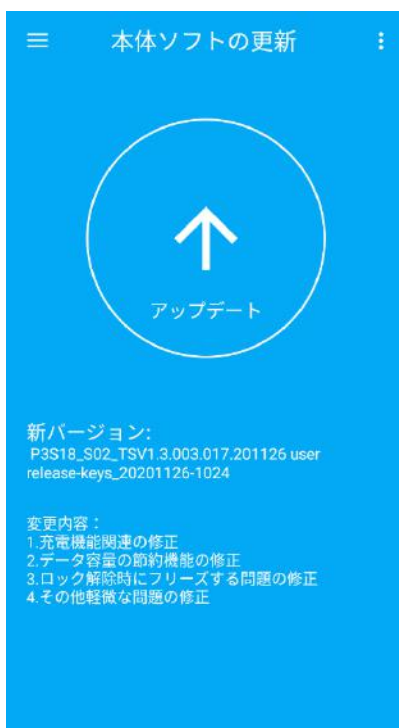 本体ソフトの更新
アップデート
新バージョン:
P3S18_S02_TSV1.3.003.017.201126 user
release-keys_20201126-1024
変更内容：
1.充電機能関連の修正
2.データ容量の節約機能の修正
3.ロック解除時にフリーズする問題の修正
4.その他軽微な問題の修正